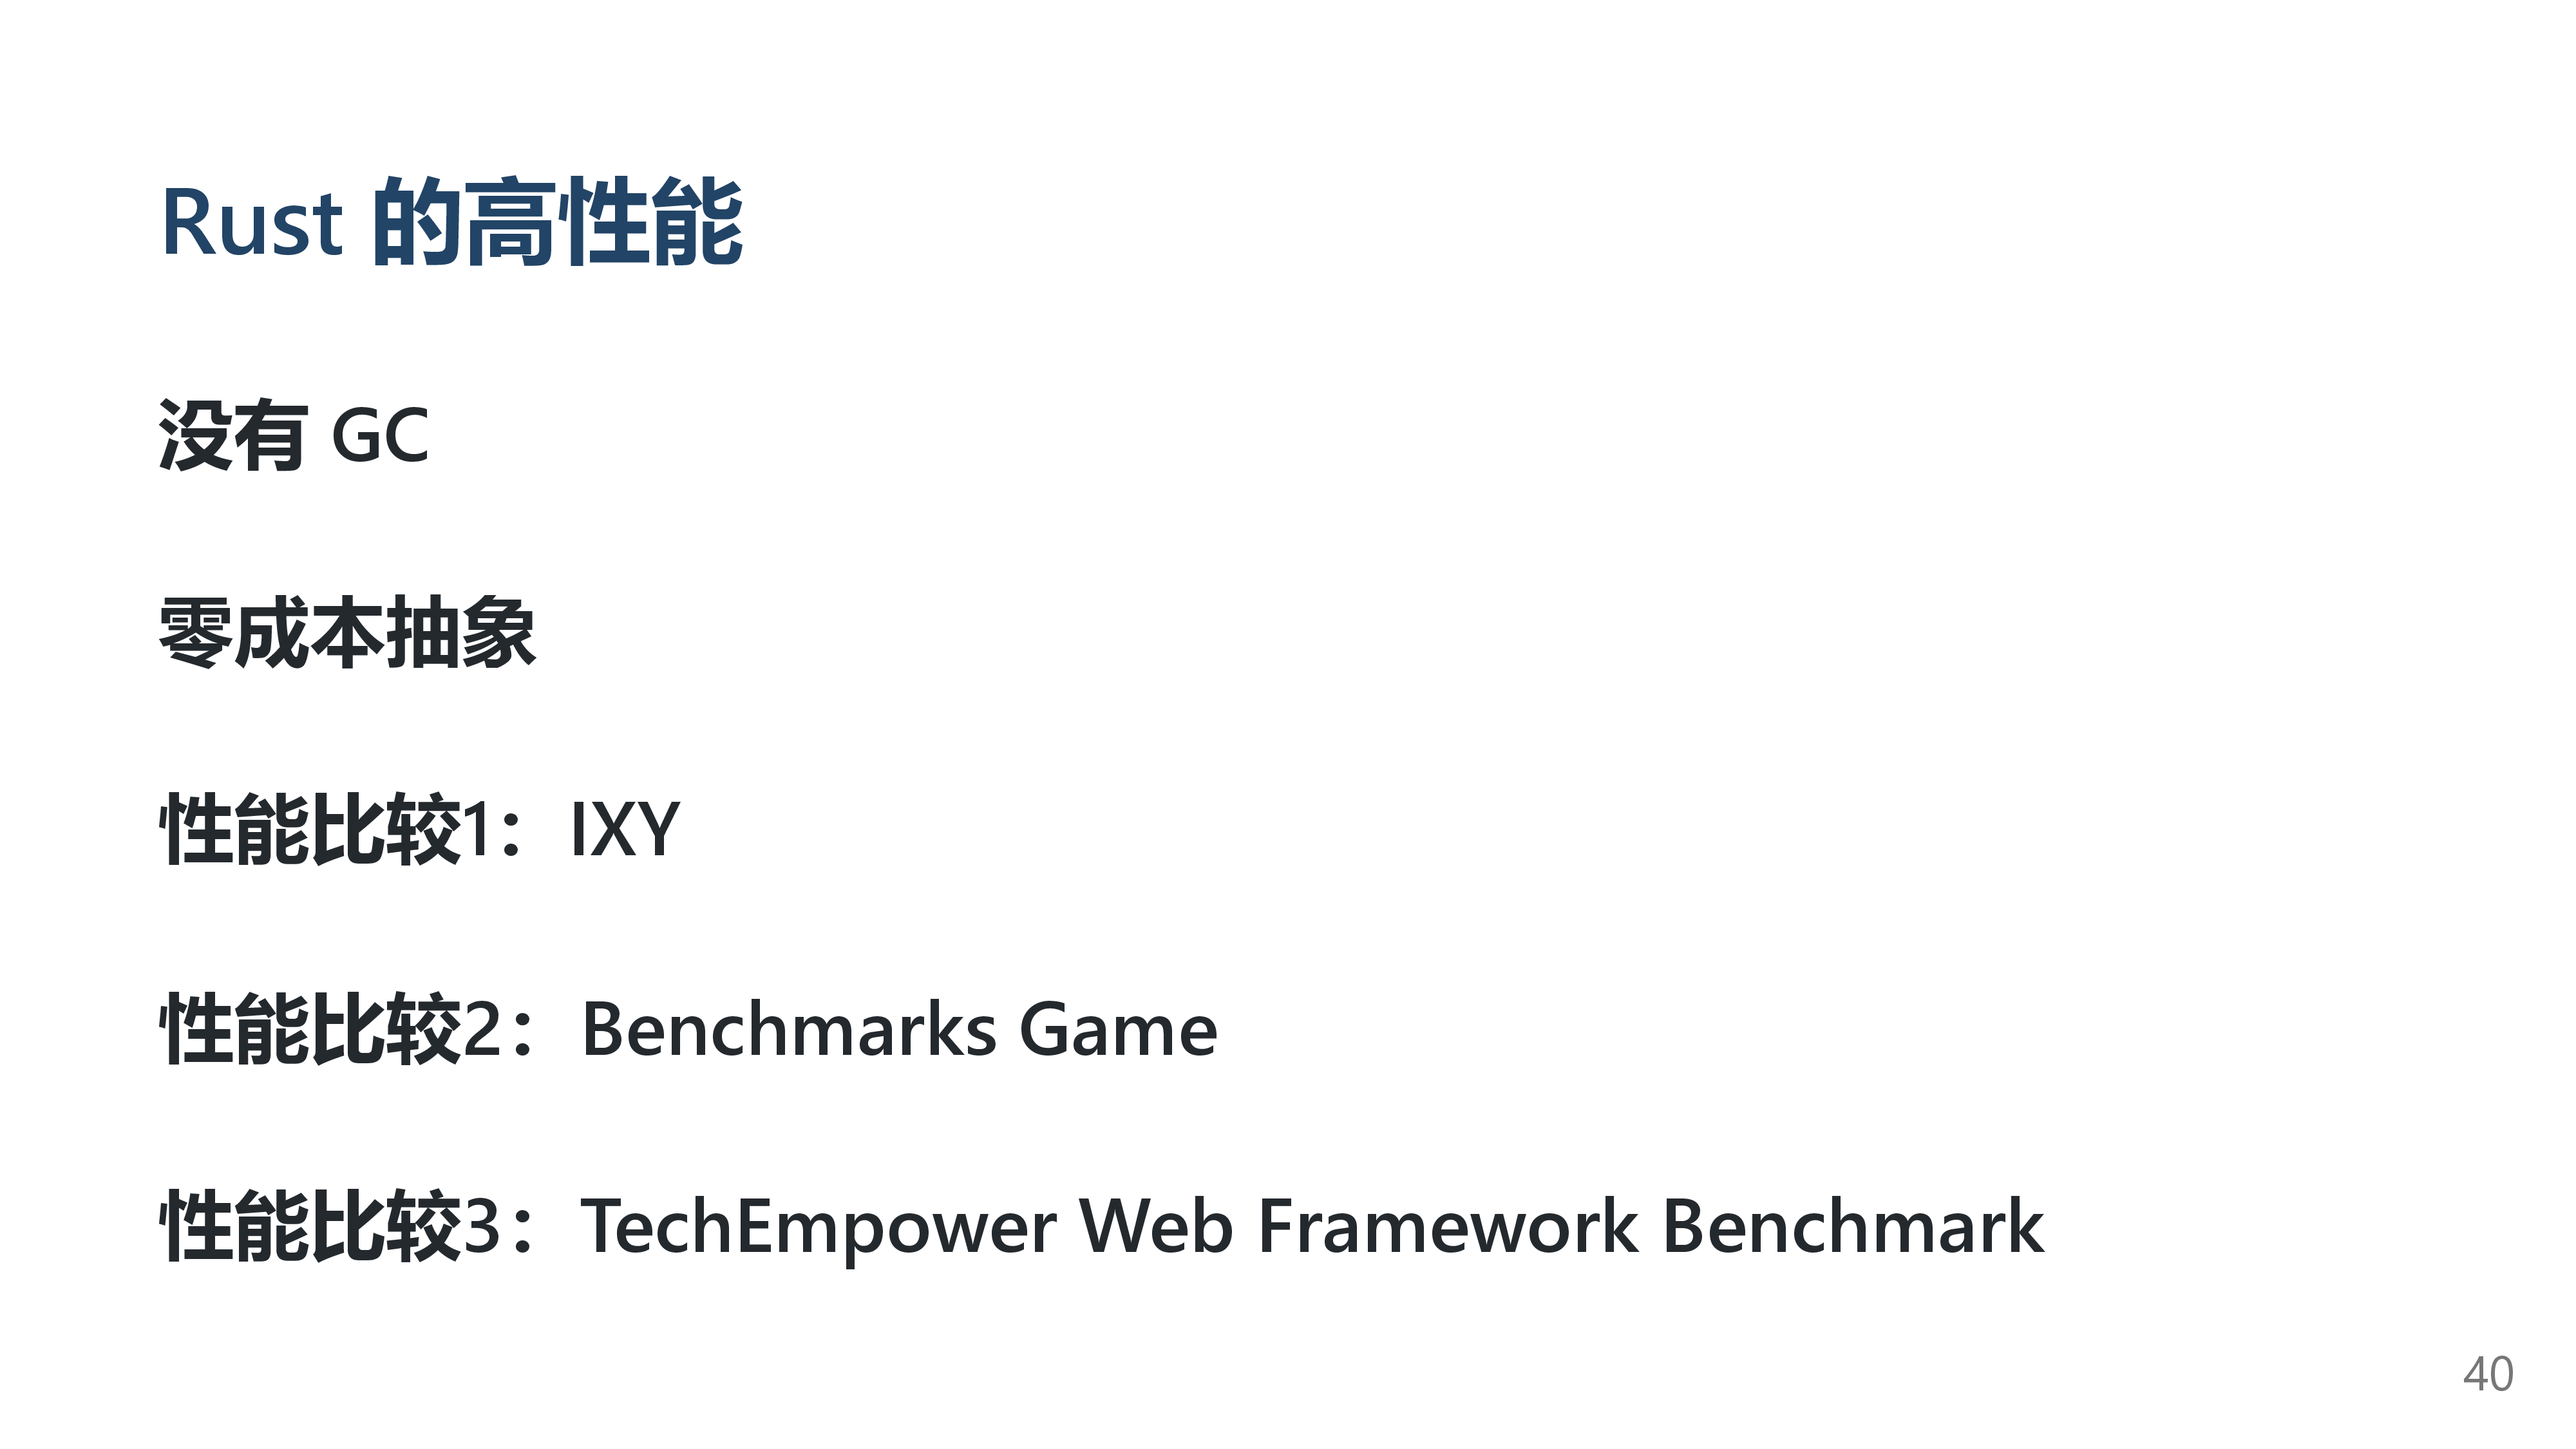 Rust 的高性能
没有 GC
零成本抽象
性能比较1：IXY
性能比较2：Benchmarks Game
性能比较3：TechEmpower Web Framework Benchmark
40